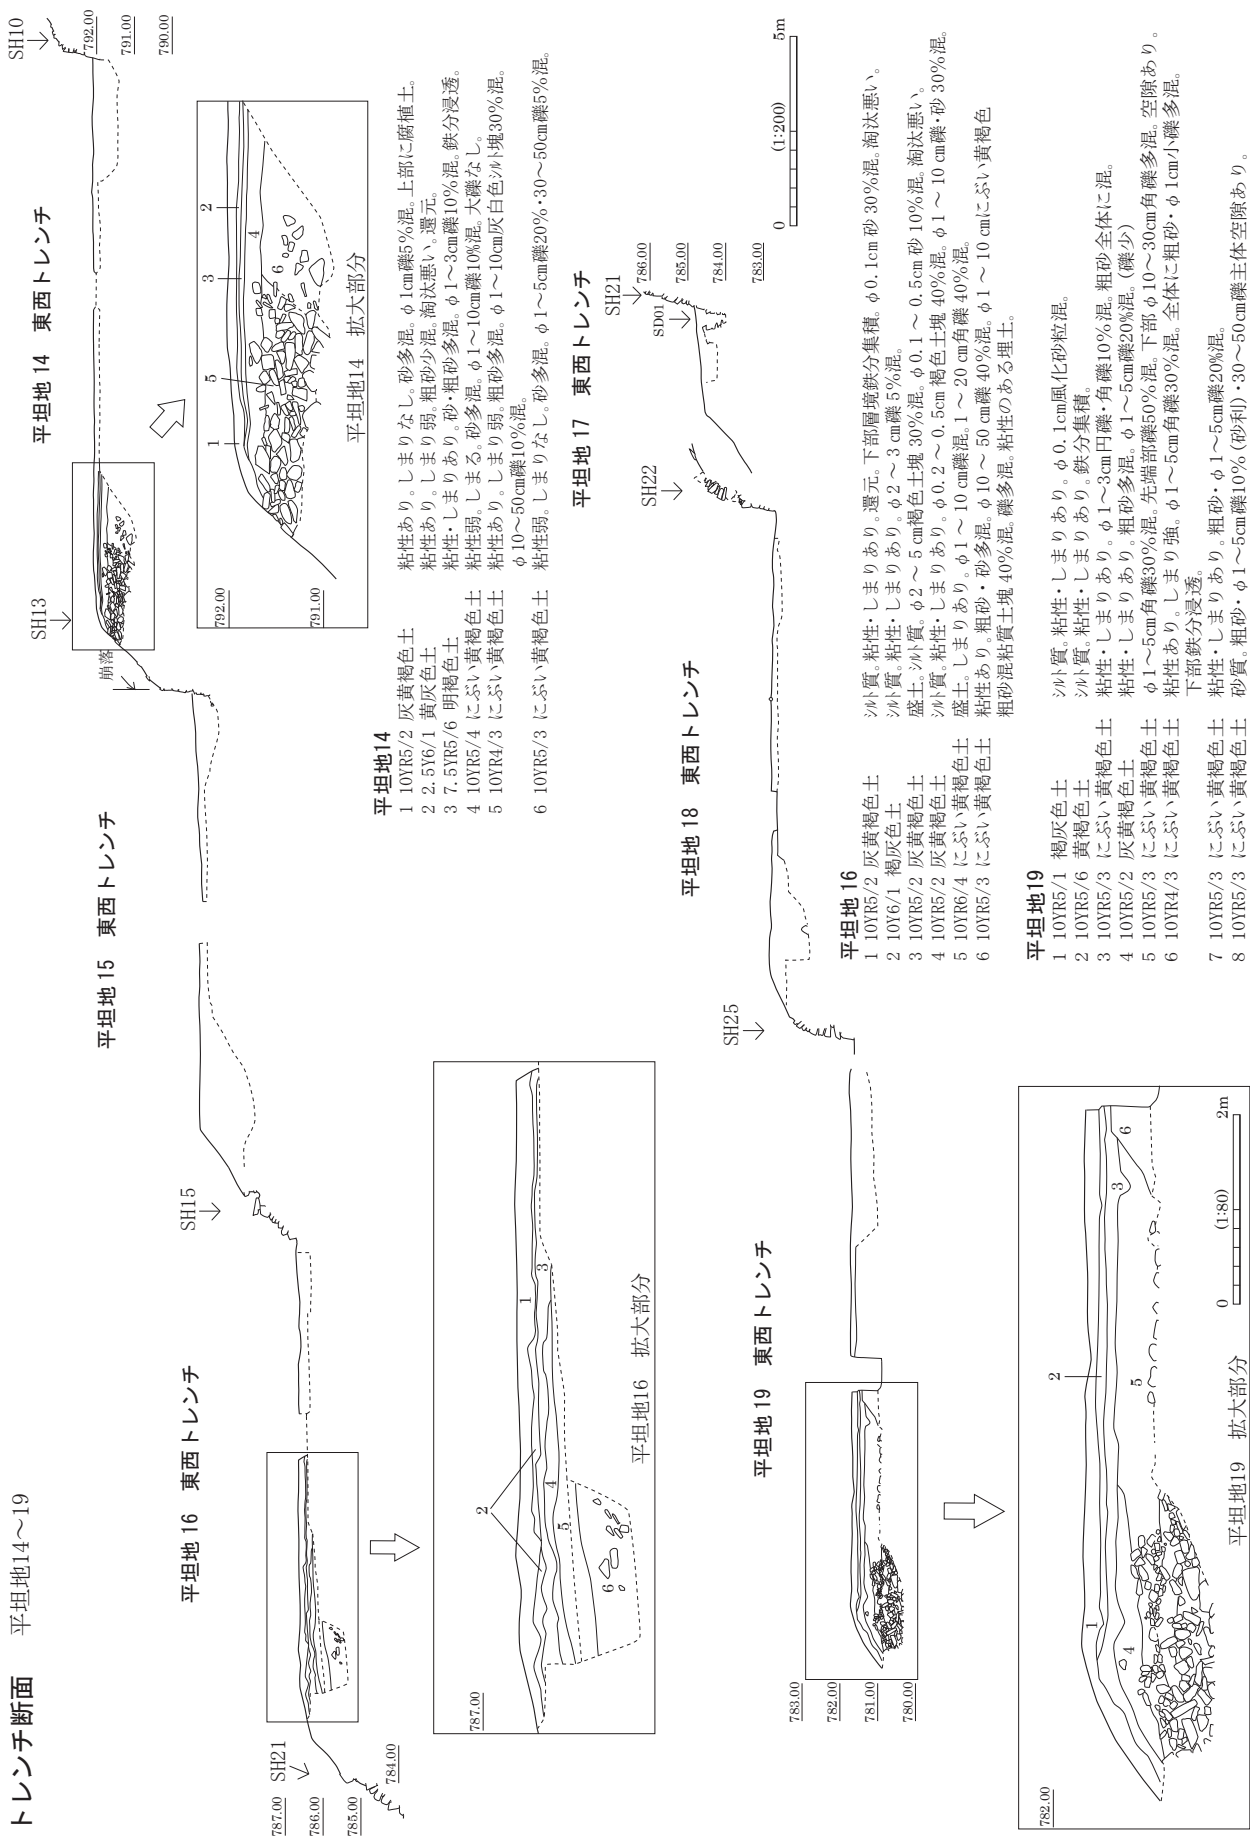 トレンチ断面　平坦地14～19
平坦地 14　東西トレンチ
SH10
792.00
791.00
790.00
SH13
崩落
792.00
791.00
1
5
3
2
4
6
平坦地14　拡大部分
平坦地 15　東西トレンチ
SH15
平坦地 16　東西トレンチ
SH21
787.00
786.00
785.00
784.00
787.00
1
2
3
4
5
6
平坦地16　拡大部分
平坦地14
1 10YR5/2 灰黄褐色土　粘性あり。しまりなし。砂多混。φ1cm礫5%混。上部に腐植土。
2 2.5Y6/1 黄灰色土　粘性あり。しまり弱。粗砂少混。淘汰悪い。還元。
3 7.5YR5/6 明褐色土　粘性・しまりあり。砂・粗砂多混。φ1～3cm礫10%混。鉄分浸透。
4 10YR5/4 にぶい黄褐色土　粘性弱。しまる。砂多混。φ1～10cm礫10%混。大礫なし。
5 10YR4/3 にぶい黄褐色土　粘性あり。しまり弱。粗砂多混。φ1～10cm灰白色シルト塊30%混。
φ10～50cm礫10%混。
6 10YR5/3 にぶい黄褐色土　粘性弱。しまりなし。砂多混。φ1～5cm礫20%・30～50cm礫5%混。
平坦地 17　東西トレンチ
SH21
SD01
786.00
785.00
784.00
783.00
SH22
平坦地 18　東西トレンチ
SH25
0　(1:200)　5m
平坦地 19　東西トレンチ
783.00
782.00
781.00
780.00
782.00
1
2
3
4
5
6
平坦地19　拡大部分
0　(1:80)　2m
平坦地 16
1 10YR5/2 灰黄褐色土　シルト質。粘性・しまりあり。還元。下部層境鉄分集積。φ0.1cm 砂 30%混。淘汰悪い。
2 10Y6/1 褐灰色土　シルト質。粘性・しまりあり。φ2～3cm礫5%混。
3 10YR5/2 灰黄褐色土　盛土。シルト質。φ2～5cm褐色土塊 30%混。φ0.1～0.5cm 砂 10%混。淘汰悪い。
4 10YR5/2 灰黄褐色土　シルト質。粘性・しまりあり。φ0.2～0.5cm 褐色土塊 40%混。φ1～10 cm礫・砂 30%混。
5 10YR6/4 にぶい黄褐色土　盛土。しまりあり。φ1～10 cm礫混。1～20 cm角礫 40%混。
6 10YR5/3 にぶい黄褐色土　粘性あり。粗砂・砂多混。φ10～50 cm礫 40%混。φ1～10 cmにぶい黄褐色
粗砂混粘質土塊 40%混。礫多混。粘性のある埋土。
平坦地19
1 10YR5/1 褐灰色土　シルト質。粘性・しまりあり。φ0.1cm風化砂粒混。
2 10YR5/6 黄褐色土　シルト質。粘性・しまりあり。鉄分集積。
3 10YR5/3 にぶい黄褐色土　粘性・しまりあり。φ1～3cm円礫・角礫10%混。粗砂全体に混。
4 10YR5/2 灰黄褐色土　粘性・しまりあり。粗砂多混。φ1～5cm礫20%混。(礫少)
5 10YR5/3 にぶい黄褐色土　φ1～5cm角礫30%混。先端部礫50%混。下部φ10～30cm角礫多混。空隙あり。
6 10YR4/3 にぶい黄褐色土　粘性あり。しまり強。φ1～5cm角礫30%混。全体に粗砂・φ1cm小礫多混。
下部鉄分浸透。
7 10YR5/3 にぶい黄褐色土　粘性・しまりあり。粗砂・φ1～5cm礫20%混。
8 10YR5/3 にぶい黄褐色土　砂質。粗砂・φ1～5cm礫10%(砂利)・30～50cm礫主体空隙あり。